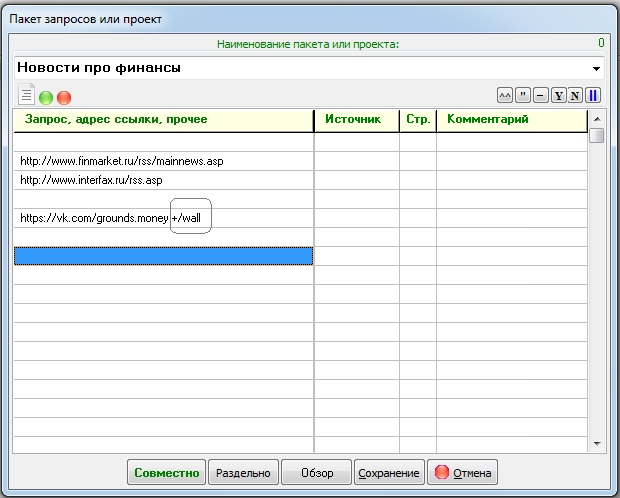 Пакет запросов или проект
Наименование пакета или проекта: 0
Новости про финансы
^^ " – Y N ||
Запрос, адрес ссылки, прочее Источник Стр. Комментарий
http://www.finmarket.ru/rss/mainnews.asp
http://www.interfax.ru/rss.asp
https://vk.com/grounds.money +/wall
Совместно Раздельно Обзор Сохранение Отмена